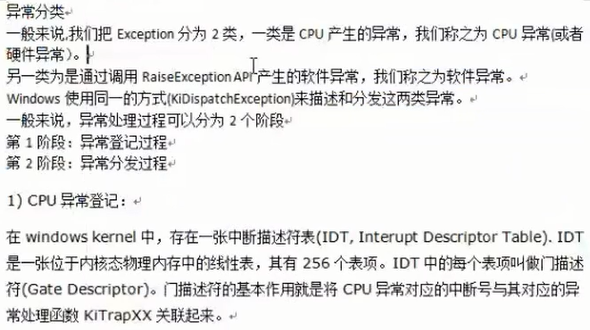 异常分类
一般来说,我们把 Exception 分为 2 类，一类是 CPU 产生的异常，我们称之为 CPU 异常(或者
硬件异常）。
另一类为是通过调用 RaiseException API 产生的软件异常，我们称之为软件异常。
Windows 使用同一的方式(KiDispatchException)来描述和分发这两类异常。
一般来说，异常处理过程可以分为 2 个阶段
第 1 阶段：异常登记过程
第 2 阶段：异常分发过程
1) CPU 异常登记：
在 windows kernel 中，存在一张中断描述符表(IDT, Interupt Descriptor Table). IDT
是一张位于内核态物理内存中的线性表，其有 256 个表项。IDT 中的每个表项叫做门描述
符(Gate Descriptor)。门描述符的基本作用就是将 CPU 异常对应的中断号与其对应的异
常处理函数 KiTrapXX 关联起来。